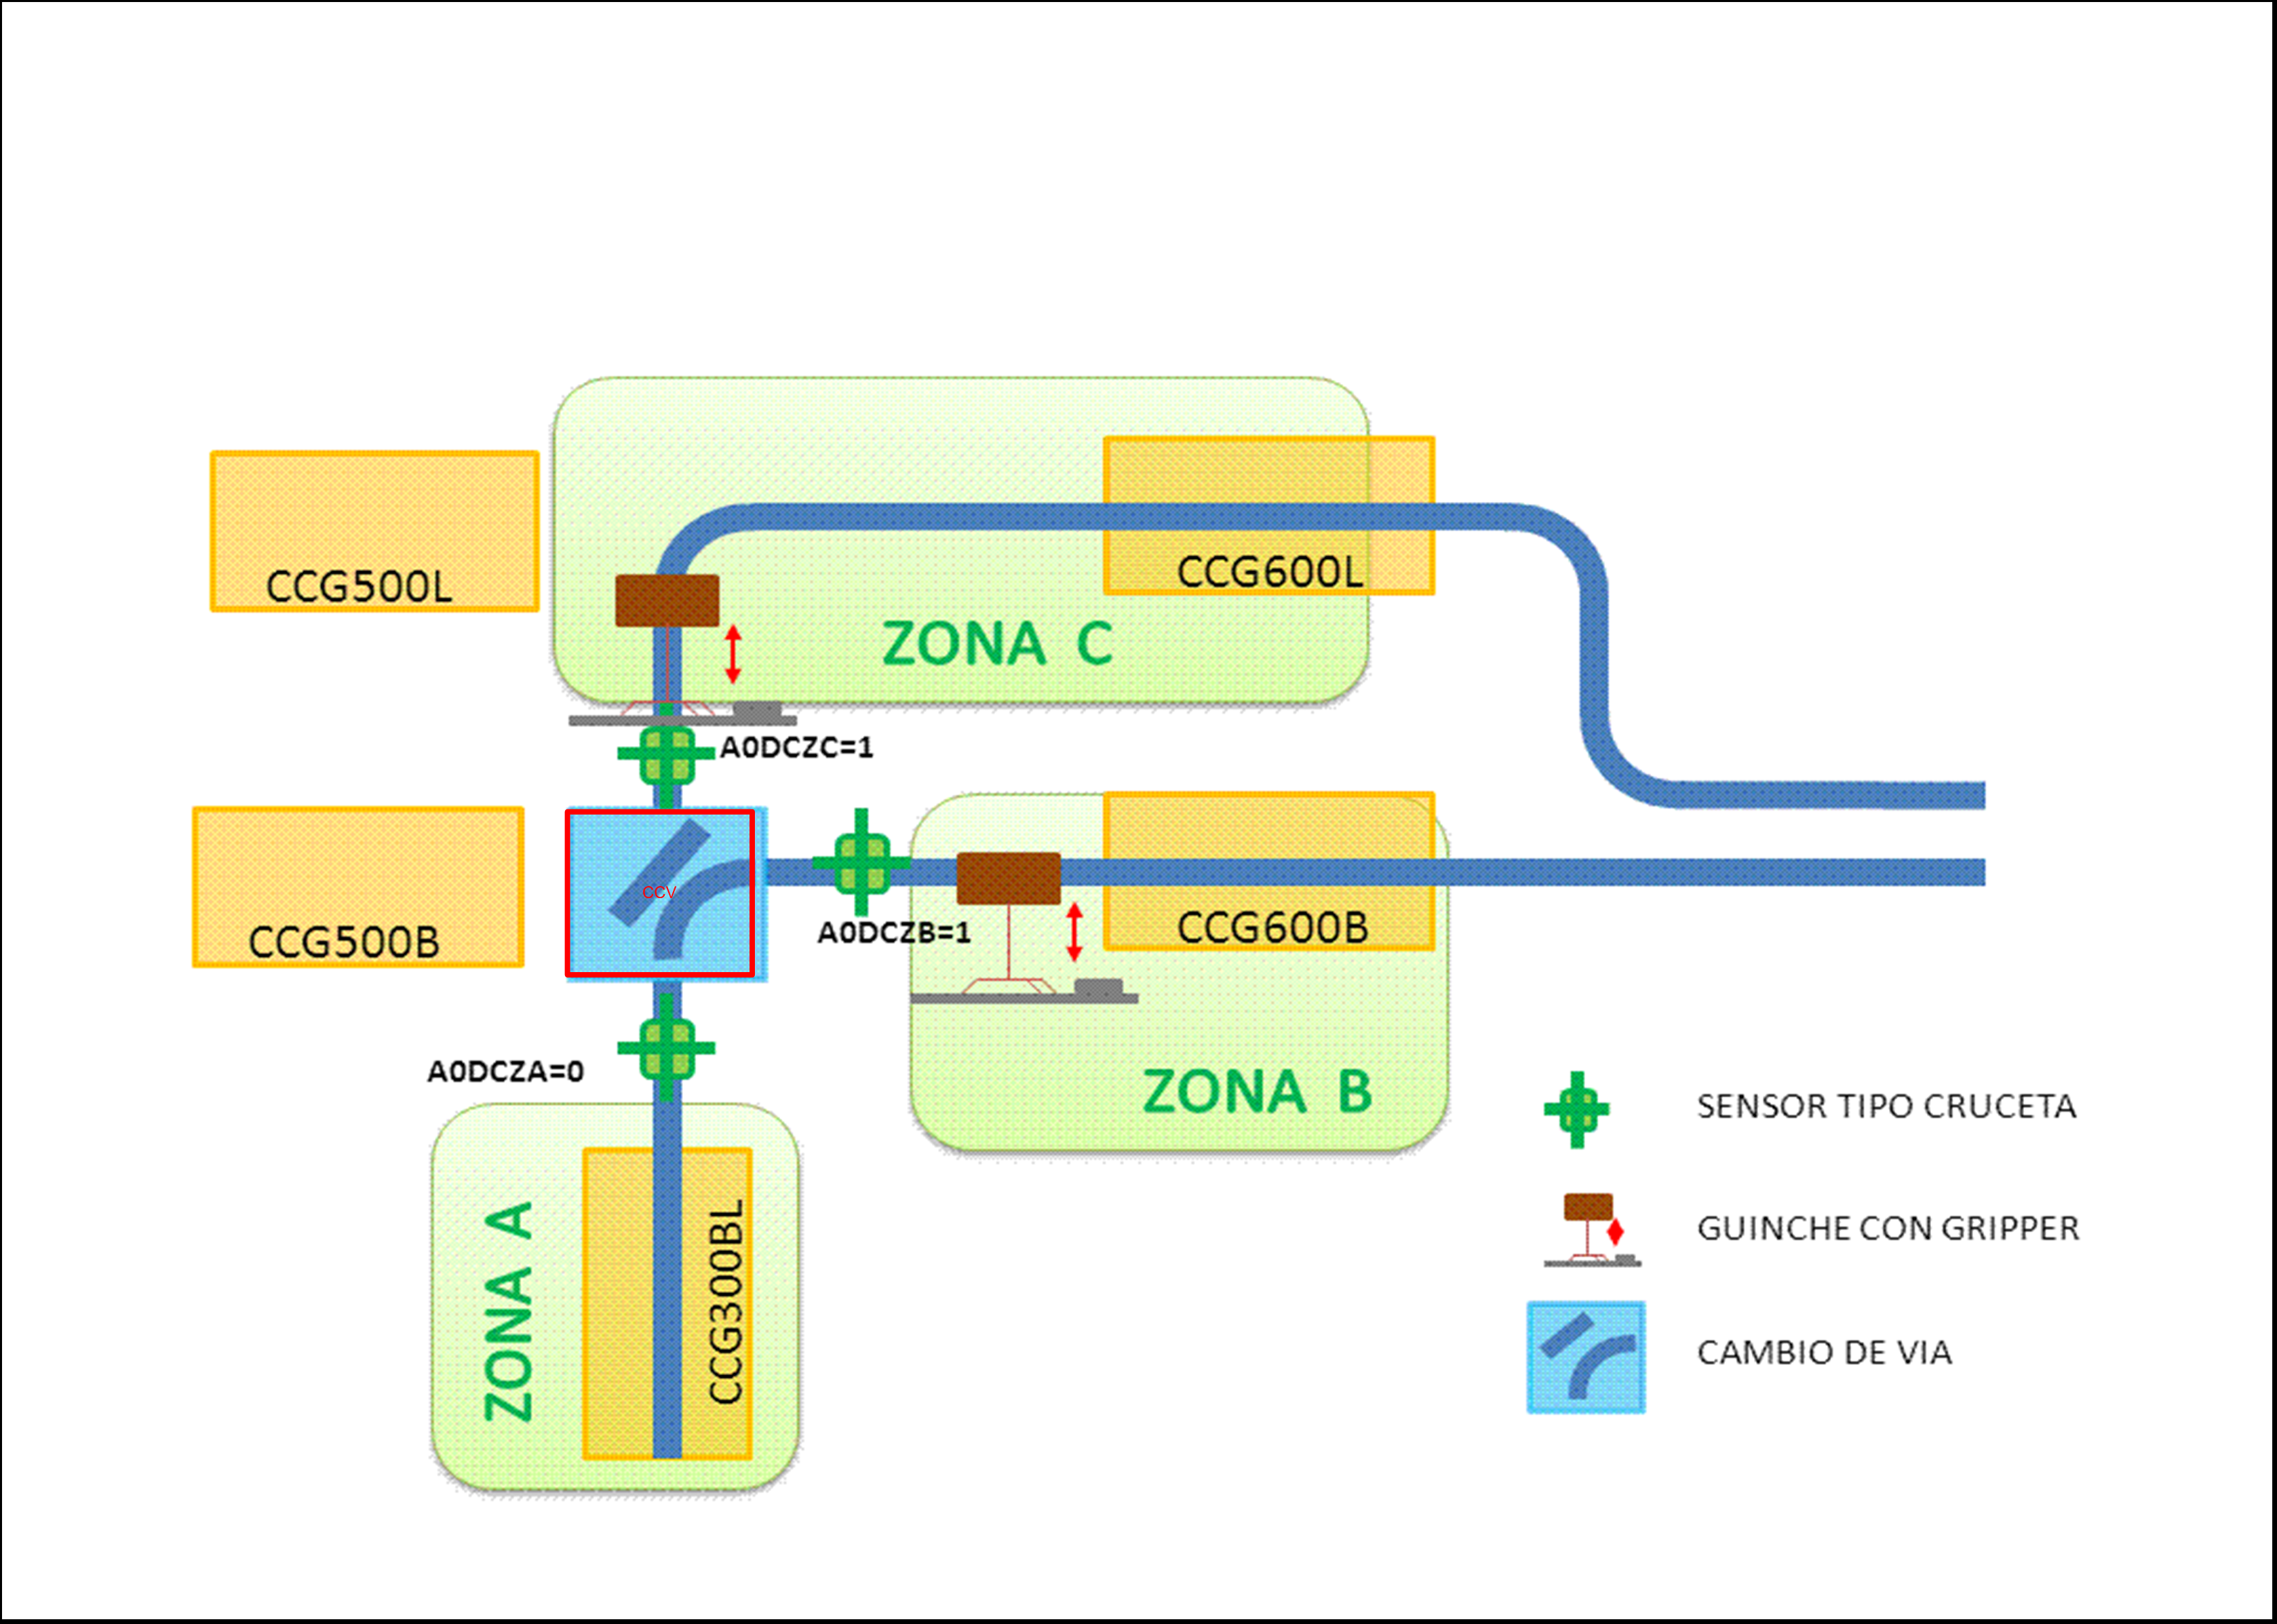 CCG500L
CCG600L
ZONA C
A0DCZC=1
CCV
CCG500B
CCG600B
A0DCZB=1
A0DCZA=0
ZONA B
ZONA A
CCG300BL
SENSOR TIPO CRUCETA
GUINCHE CON GRIPPER
CAMBIO DE VIA